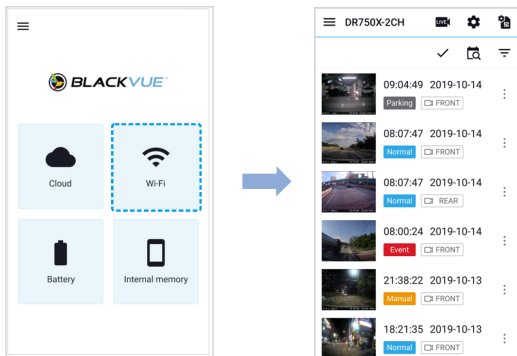 BLACKVUE
Cloud
Wi-Fi
Battery
Internal memory
DR750X-2CH
LIVE
09:04:49 2019-10-14
Parking FRONT
08:07:47 2019-10-14
Normal FRONT
08:07:47 2019-10-14
Normal REAR
08:00:24 2019-10-14
Event FRONT
21:38:22 2019-10-13
Manual FRONT
18:21:35 2019-10-13
Normal FRONT